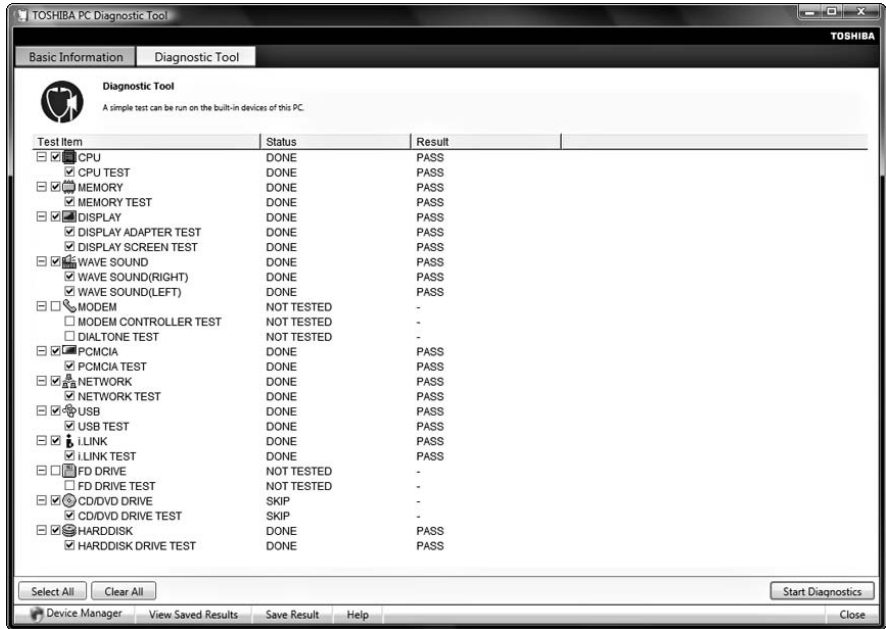 TOSHIBA PC Diagnostic Tool
TOSHIBA
Basic Information Diagnostic Tool
Diagnostic Tool
A simple test can be run on the built-in devices of this PC.
Test Item Status Result
CPU DONE PASS
CPU TEST DONE PASS
MEMORY DONE PASS
MEMORY TEST DONE PASS
DISPLAY DONE PASS
DISPLAY ADAPTER TEST DONE PASS
DISPLAY SCREEN TEST DONE PASS
WAVE SOUND DONE PASS
WAVE SOUND(RIGHT) DONE PASS
WAVE SOUND(LEFT) DONE PASS
MODEM NOT TESTED -
MODEM CONTROLLER TEST NOT TESTED -
DIALTONE TEST NOT TESTED -
PCMCIA DONE PASS
PCMCIA TEST DONE PASS
NETWORK DONE PASS
NETWORK TEST DONE PASS
USB DONE PASS
USB TEST DONE PASS
i.LINK DONE PASS
i.LINK TEST DONE PASS
FD DRIVE NOT TESTED -
FD DRIVE TEST NOT TESTED -
CD/DVD DRIVE SKIP -
CD/DVD DRIVE TEST SKIP -
HARDDISK DONE PASS
HARDDISK DRIVE TEST DONE PASS
Select All Clear All Start Diagnostics
Device Manager View Saved Results Save Result Help Close